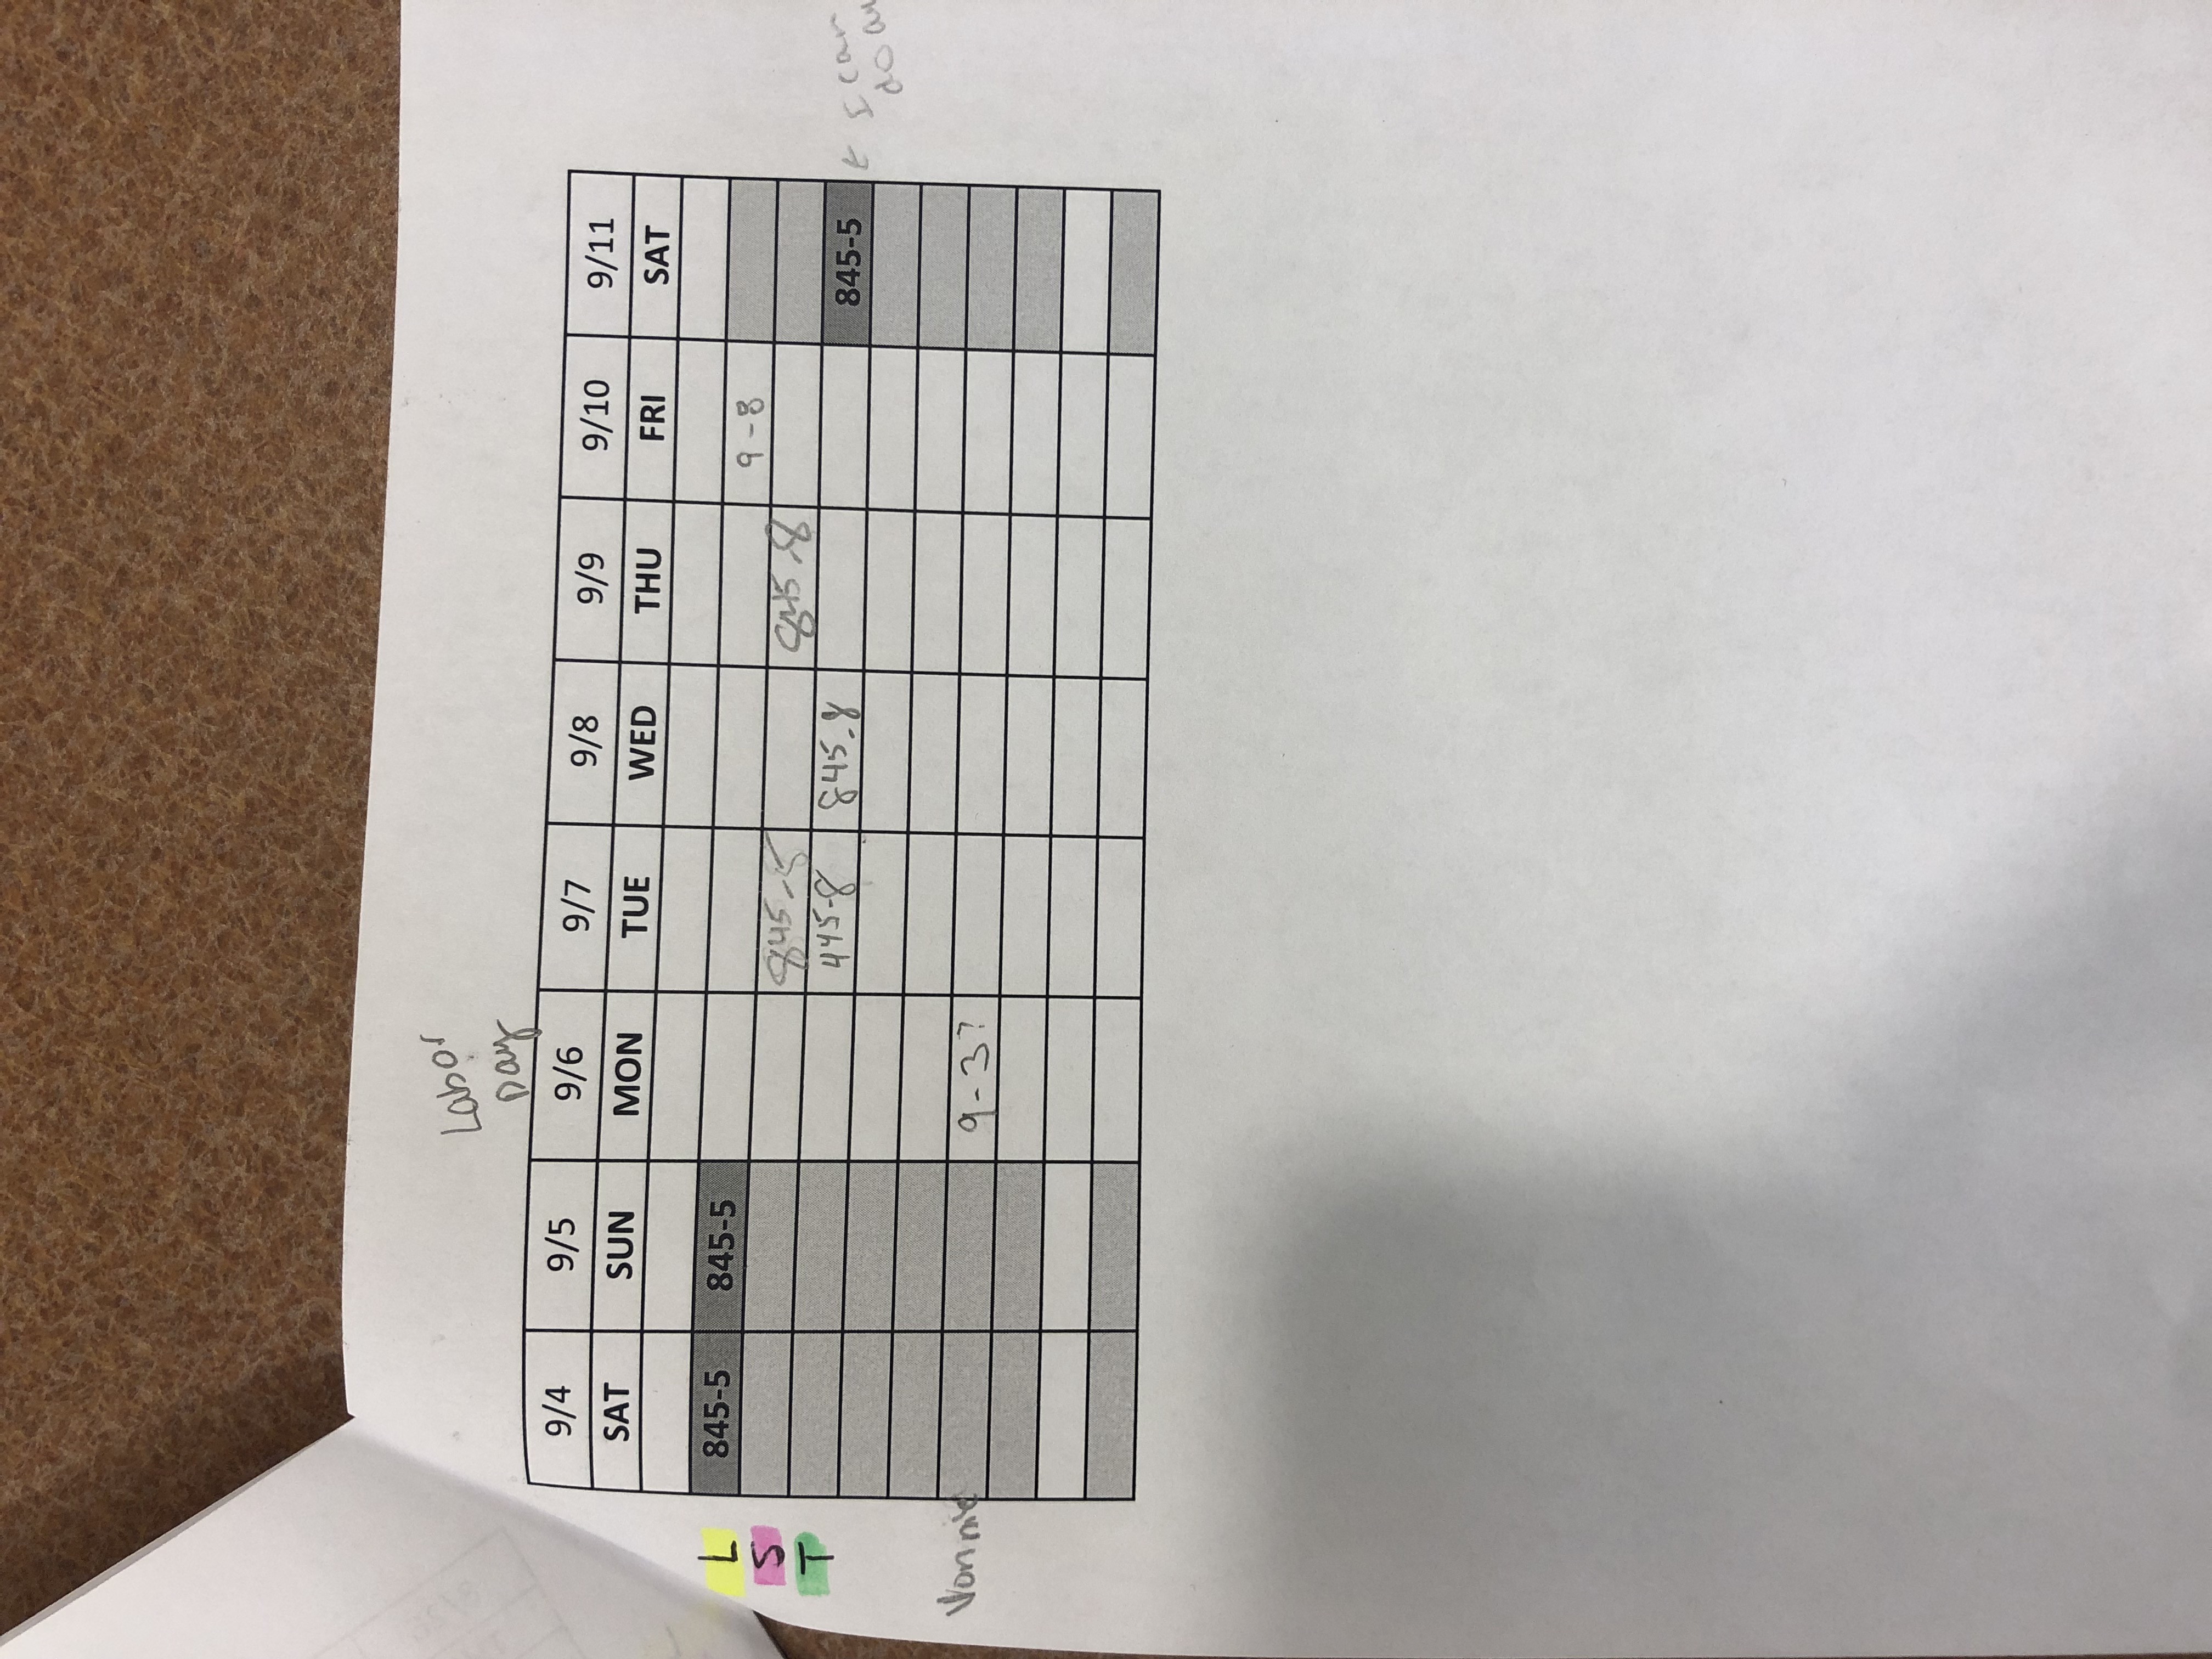 Labor
Day
9/4 9/5 9/6 9/7 9/8 9/9 9/10 9/11
SAT SUN MON TUE WED THU FRI SAT
L 845-5 845-5 9-8
S 845-5 845-8
T 445-8 845-8 845-5 I can
do
Vonnie 9-3?